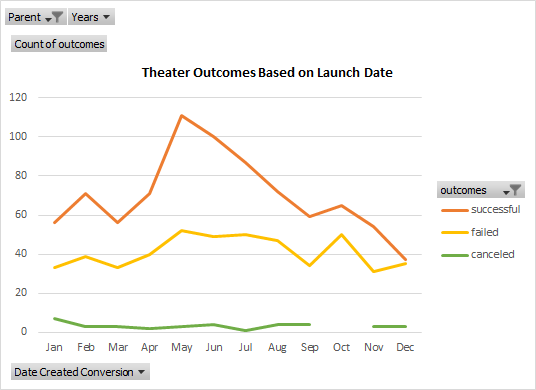 Parent Years
Count of outcomes
Theater Outcomes Based on Launch Date
120
100
80
60
40
20
0
Jan Feb Mar Apr May Jun Jul Aug Sep Oct Nov Dec
outcomes
successful
failed
canceled
Date Created Conversion